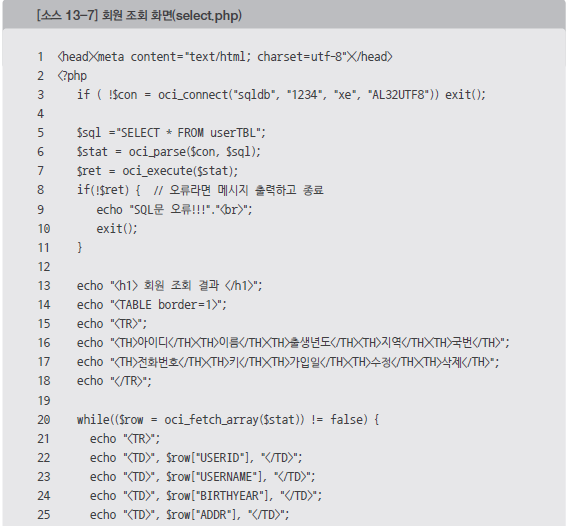 [소스 13-7] 회원 조회 화면(select.php)
1 <head><meta content="text/html; charset=utf-8"></head>
2 <?php
3 if ( !$con = oci_connect("sqldb", "1234", "xe", "AL32UTF8")) exit();
4
5 $sql ="SELECT * FROM userTBL";
6 $stat = oci_parse($con, $sql);
7 $ret = oci_execute($stat);
8 if(!$ret) { // 오류라면 메시지 출력하고 종료
9 echo "SQL문 오류!!!"."<br>";
10 exit();
11 }
12
13 echo "<h1> 회원 조회 결과 </h1>";
14 echo "<TABLE border=1>";
15 echo "<TR>";
16 echo "<TH>아이디</TH><TH>이름</TH><TH>출생년도</TH><TH>지역</TH><TH>국번</TH>";
17 echo "<TH>전화번호</TH><TH>키</TH><TH>가입일</TH><TH>수정</TH><TH>삭제</TH>";
18 echo "</TR>";
19
20 while(($row = oci_fetch_array($stat)) != false) {
21 echo "<TR>";
22 echo "<TD>", $row["USERID"], "</TD>";
23 echo "<TD>", $row["USERNAME"], "</TD>";
24 echo "<TD>", $row["BIRTHYEAR"], "</TD>";
25 echo "<TD>", $row["ADDR"], "</TD>";